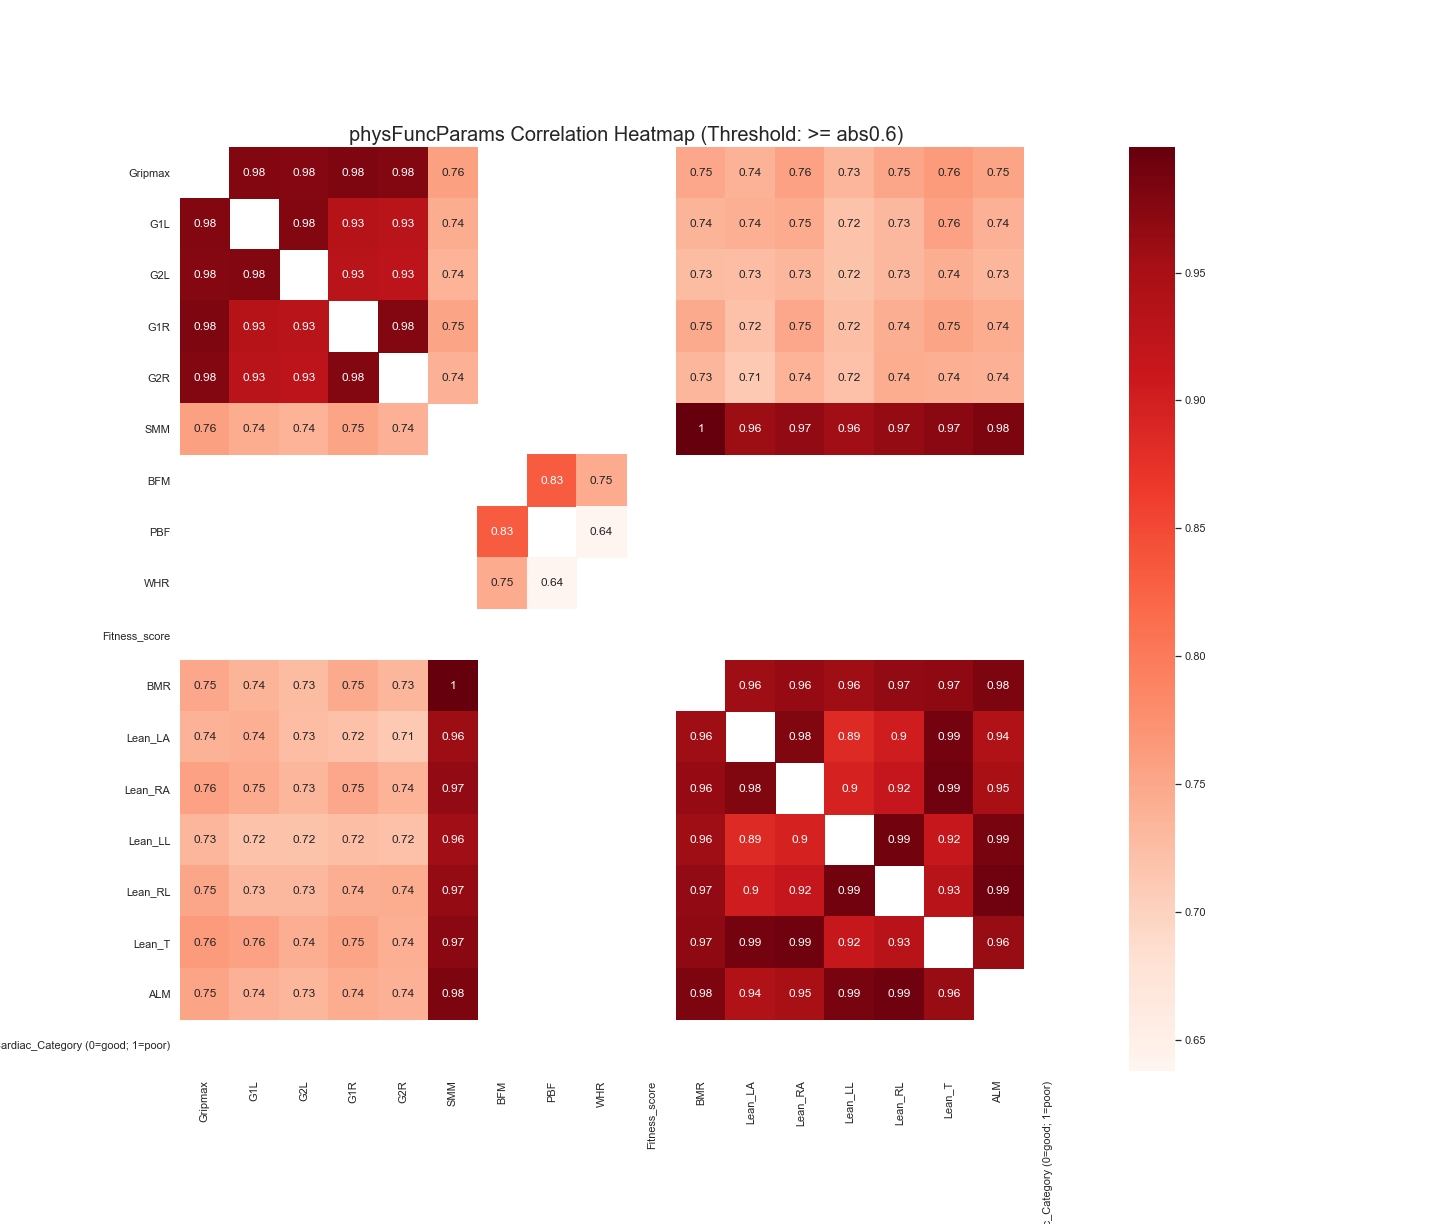 physFuncParams Correlation Heatmap (Threshold: >= abs0.6)
Gripmax 0.98 0.98 0.98 0.98 0.76 0.75 0.74 0.76 0.73 0.75 0.76 0.75
G1L 0.98 0.98 0.93 0.93 0.74 0.74 0.74 0.75 0.72 0.73 0.76 0.74
G2L 0.98 0.98 0.93 0.93 0.74 0.73 0.73 0.73 0.72 0.73 0.74 0.73
G1R 0.98 0.93 0.93 0.98 0.75 0.75 0.72 0.75 0.72 0.74 0.75 0.74
G2R 0.98 0.93 0.93 0.98 0.74 0.73 0.71 0.74 0.72 0.74 0.74 0.74
SMM 0.76 0.74 0.74 0.75 0.74 1 0.96 0.97 0.96 0.97 0.97 0.98
BFM 0.83 0.75
PBF 0.83 0.64
WHR 0.75 0.64
Fitness_score
BMR 0.75 0.74 0.73 0.75 0.73 1 0.96 0.96 0.96 0.97 0.97 0.98
Lean_LA 0.74 0.74 0.73 0.72 0.71 0.96 0.96 0.98 0.89 0.9 0.99 0.94
Lean_RA 0.76 0.75 0.73 0.75 0.74 0.97 0.96 0.98 0.9 0.92 0.99 0.95
Lean_LL 0.73 0.72 0.72 0.72 0.72 0.96 0.96 0.89 0.9 0.99 0.92 0.99
Lean_RL 0.75 0.73 0.73 0.74 0.74 0.97 0.97 0.9 0.92 0.99 0.93 0.99
Lean_T 0.76 0.76 0.74 0.75 0.74 0.97 0.97 0.99 0.99 0.92 0.93 0.96
ALM 0.75 0.74 0.73 0.74 0.74 0.98 0.98 0.94 0.95 0.99 0.99 0.96
ardiac_Category (0=good; 1=poor)
Gripmax
G1L
G2L
G1R
G2R
SMM
BFM
PBF
WHR
Fitness_score
BMR
Lean_LA
Lean_RA
Lean_LL
Lean_RL
Lean_T
ALM
c_Category (0=good; 1=poor)
0.95
0.90
0.85
0.80
0.75
0.70
0.65